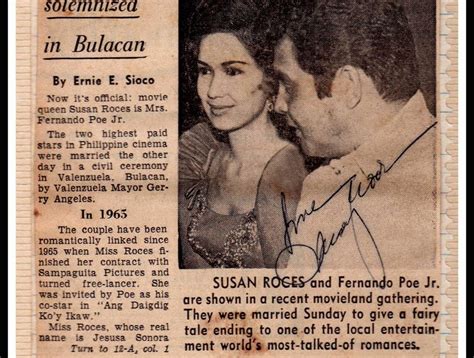 solemnized
in Bulacan
By Ernie E. Sioco
Now it's official: movie
queen Susan Roces is Mrs.
Fernando Poe Jr.
The two highest paid
stars in Philippine cinema
were married the other
day in a civil ceremony
in Valenzuela, Bulacan,
by Valenzuela Mayor Ger-
ry Angeles.
In 1965
The couple have been
romantically linked since
1965 when Miss Roces fi-
nished her contract with
Sampaguita Pictures and
turned free-lancer. She
was invited by Poe as his
co-star in "Ang Daigdig
Ko'y Ikaw."
Miss Roces, whose real
name is Jesusa Sonora
Turn to 12-A, col. 1
SUSAN ROCES and Fernando Poe Jr.
are shown in a recent movieland gathering.
They were married Sunday to give a fairy
tale ending to one of the local entertain-
ment world's most-talked-of romances.